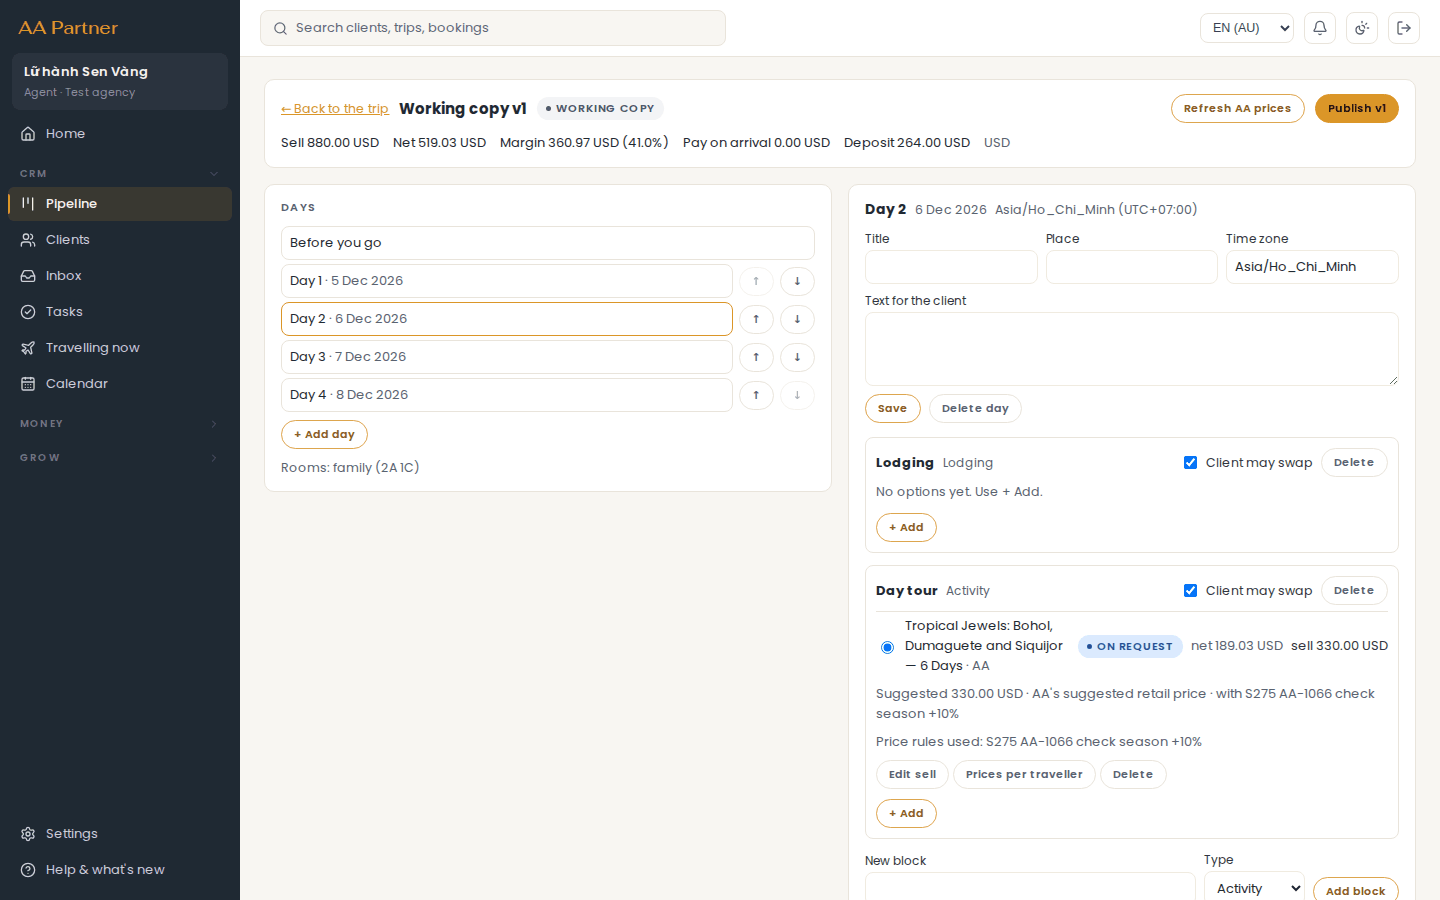 AA Partner
Lữ hành Sen Vàng
Agent · Test agency
Home
CRM
Pipeline
Clients
Inbox
Tasks
Travelling now
Calendar
MONEY
GROW
Settings
Help & what's new
Search clients, trips, bookings
EN (AU)
← Back to the trip
Working copy v1
WORKING COPY
Refresh AA prices
Publish v1
Sell 880.00 USD Net 519.03 USD Margin 360.97 USD (41.0%) Pay on arrival 0.00 USD Deposit 264.00 USD USD
DAYS
Before you go
Day 1 · 5 Dec 2026 ↑ ↓
Day 2 · 6 Dec 2026 ↑ ↓
Day 3 · 7 Dec 2026 ↑ ↓
Day 4 · 8 Dec 2026 ↑ ↓
+ Add day
Rooms: family (2A 1C)
Day 2 6 Dec 2026 Asia/Ho_Chi_Minh (UTC+07:00)
Title Place Time zone
Asia/Ho_Chi_Minh
Text for the client
Save Delete day
Lodging Lodging Client may swap Delete
No options yet. Use + Add.
+ Add
Day tour Activity Client may swap Delete
Tropical Jewels: Bohol,
Dumaguete and Siquijor
— 6 Days · AA
ON REQUEST net 189.03 USD sell 330.00 USD
Suggested 330.00 USD · AA's suggested retail price · with S275 AA-1066 check
season +10%
Price rules used: S275 AA-1066 check season +10%
Edit sell Prices per traveller Delete
+ Add
New block Type
Activity Add block